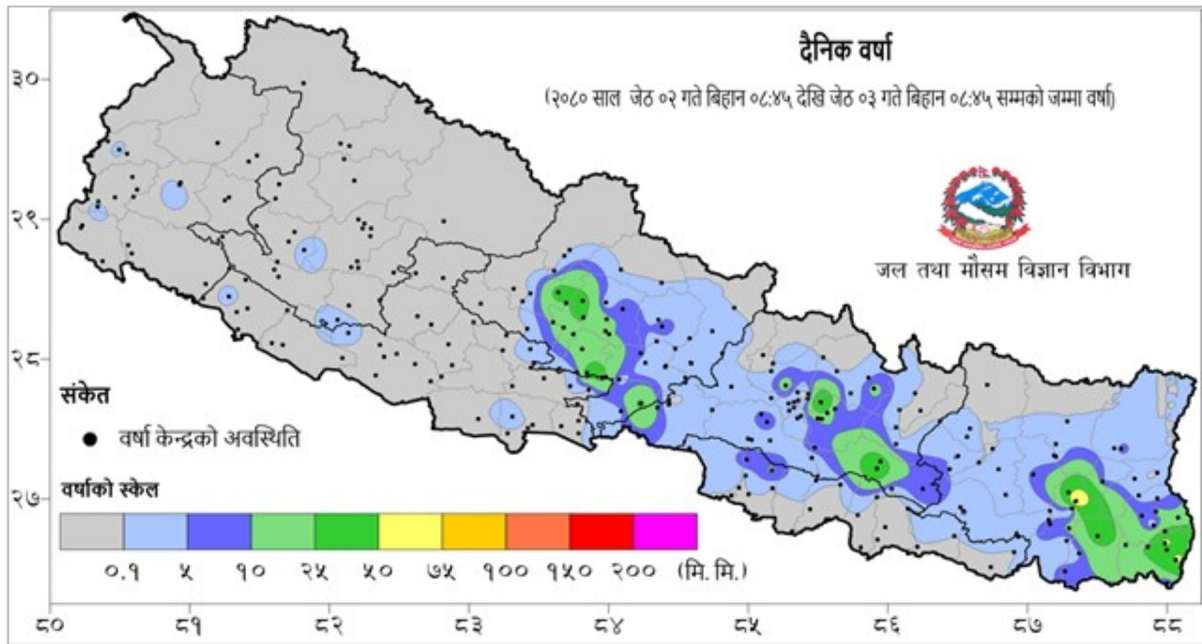 दैनिक वर्षा
(२०८० साल जेठ ०२ गते बिहान ०८:४५ देखि जेठ ०३ गते बिहान ०८:४५ सम्मको जम्मा वर्षा)
जल तथा मौसम विज्ञान विभाग
३०
२९
२८
२७
संकेत
वर्षा केन्द्रको अवस्थिति
वर्षाको स्केल
०.१ ५ १० २५ ५० ७५ १०० १५० २०० (मि. मि.)
८० ८१ ८२ ८३ ८४ ८५ ८६ ८७ ८८